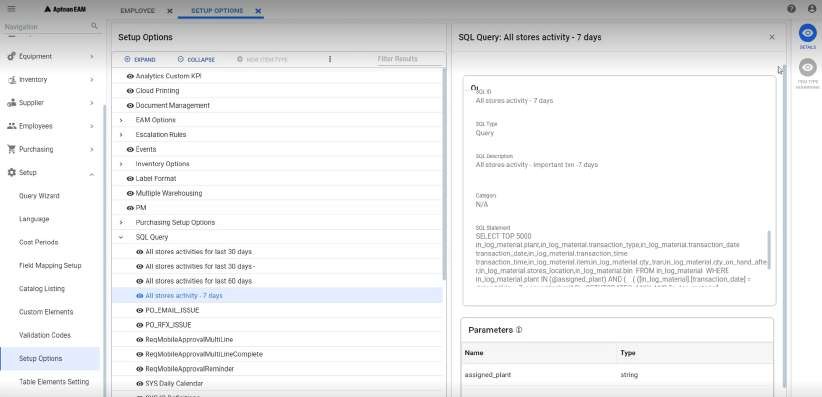 Aptean EAM
EMPLOYEE
SETUP OPTIONS
Navigation
Equipment
Inventory
Supplier
Employees
Purchasing
Setup
Query Wizard
Language
Cost Periods
Field Mapping Setup
Catalog Listing
Custom Elements
Validation Codes
Setup Options
Table Elements Setting
Setup Options
EXPAND
COLLAPSE
NEW ITEM TYPE
Filter Results
Analytics Custom KPI
Cloud Printing
Document Management
EAM Options
Escalation Rules
Events
Inventory Options
Label Format
Multiple Warehousing
PM
Purchasing Setup Options
SQL Query
All stores activities for last 30 days
All stores activities for last 30 days -
All stores activities for last 60 days
All stores activity - 7 days
PO_EMAIL_ISSUE
PO_RFX_ISSUE
ReqMobileApprovalMultiLine
ReqMobileApprovalMultiLineComplete
ReqMobileApprovalReminder
SYS Daily Calendar
SQL Query: All stores activity - 7 days
SQL ID
All stores activity - 7 days
SQL Type
Query
SQL Description
All stores activity - important txn -7 days
Category
N/A
SQL Statement
SELECT TOP 5000
in_log_material.plant,in_log_material.transaction_type,in_log_material.transaction_date
transaction_date,in_log_material.transaction_time
transaction_time,in_log_material.item,in_log_material.qty_tran,in_log_material.qty_on_hand_afte
r,in_log_material.stores_location,in_log_material.bin FROM in_log_material WHERE
in_log_material.plant IN (@assigned_plant) AND ( ( ([in_log_material].[transaction_date] =
Parameters
Name
Type
assigned_plant
string
DETAILS